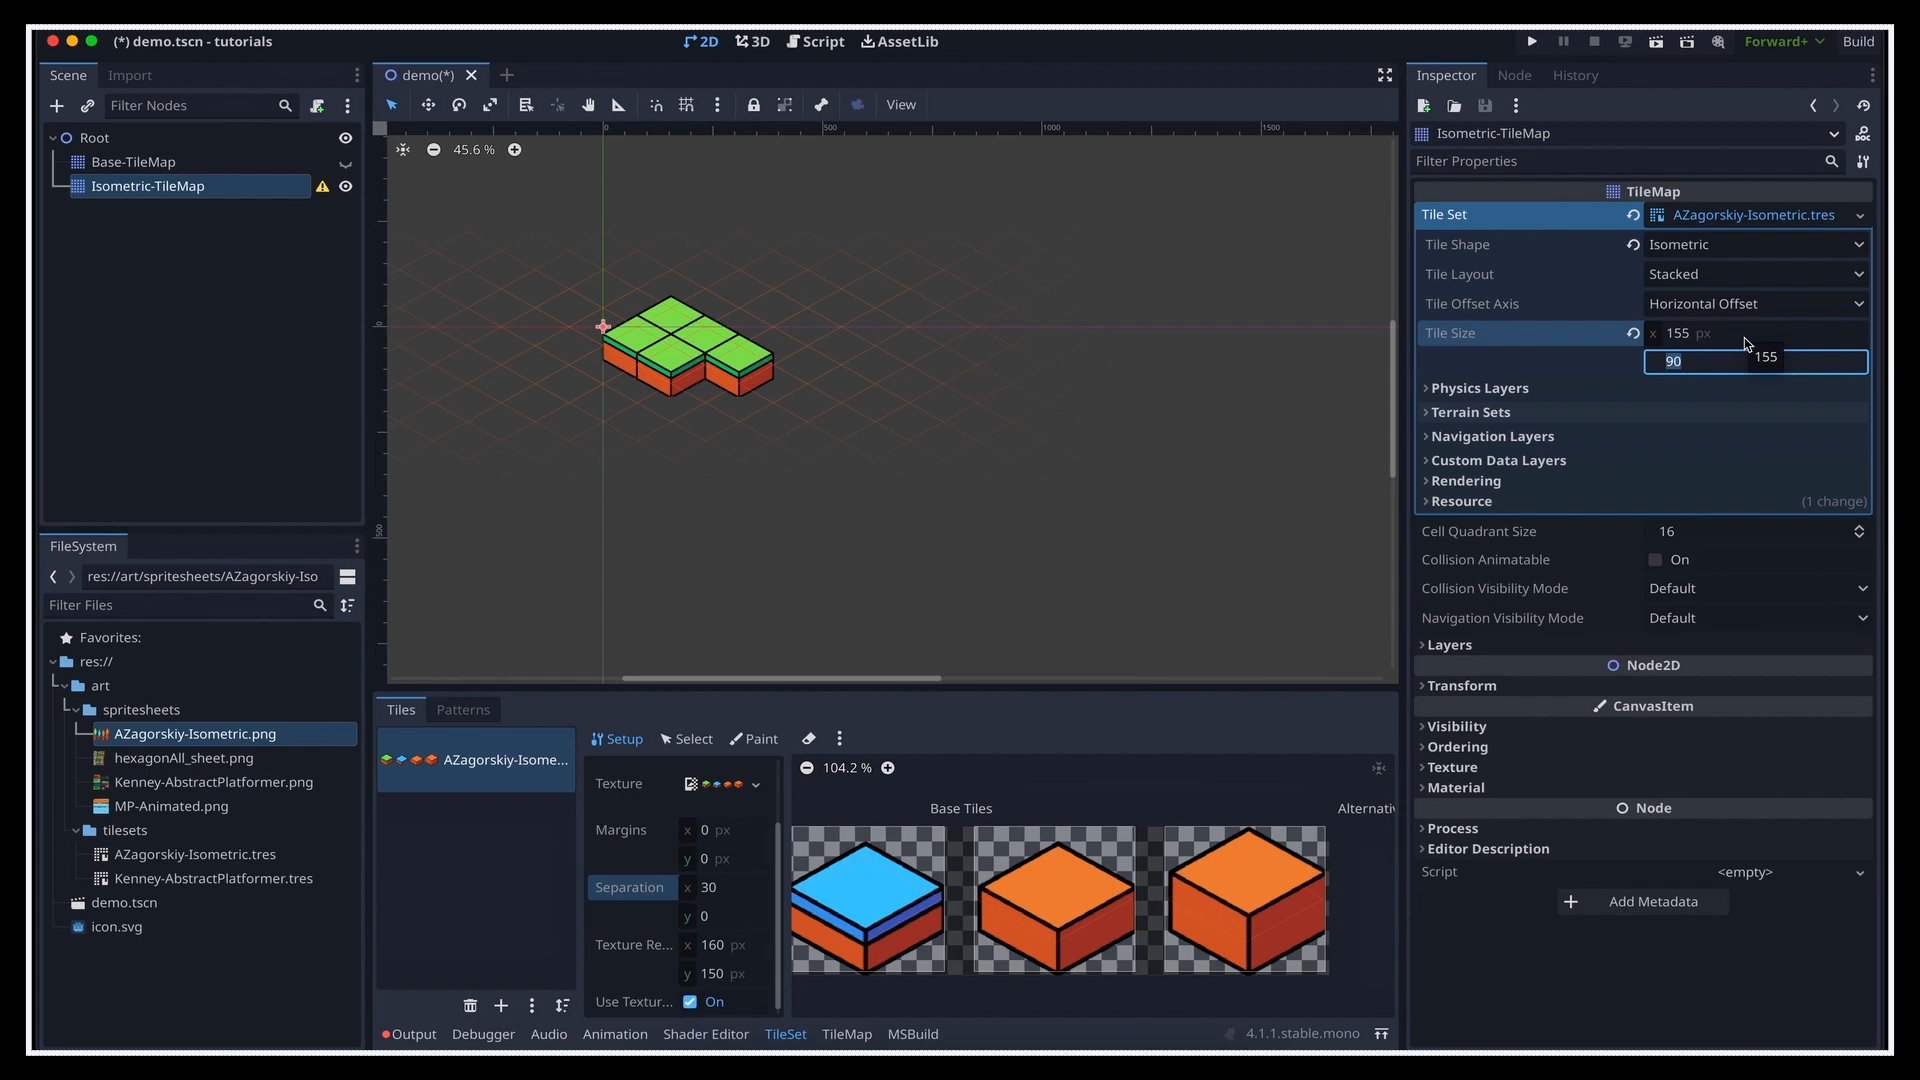 (*) demo.tscn - tutorials
2D 3D Script AssetLib
Forward+ Build
Scene Import
Filter Nodes
Root
Base-TileMap
Isometric-TileMap
FileSystem
res://art/spritesheets/AZagorskiy-Iso
Filter Files
Favorites:
res://
art
spritesheets
AZagorskiy-Isometric.png
hexagonAll_sheet.png
Kenney-AbstractPlatformer.png
MP-Animated.png
tilesets
AZagorskiy-Isometric.tres
Kenney-AbstractPlatformer.tres
demo.tscn
icon.svg
demo(*)
View
0 500 1000 1500
45.6 %
0
500
Tiles Patterns
AZagorskiy-Isome...
Setup Select Paint
Texture
Margins x 0 px
y 0 px
Separation x 30
y 0
Texture Re... x 160 px
y 150 px
Use Textur... On
104.2 %
Base Tiles Alternativ
Output Debugger Audio Animation Shader Editor TileSet TileMap MSBuild 4.1.1.stable.mono
Inspector Node History
Isometric-TileMap
Filter Properties
TileMap
Tile Set AZagorskiy-Isometric.tres
Tile Shape Isometric
Tile Layout Stacked
Tile Offset Axis Horizontal Offset
Tile Size x 155 px
90 155
Physics Layers
Terrain Sets
Navigation Layers
Custom Data Layers
Rendering
Resource (1 change)
Cell Quadrant Size 16
Collision Animatable On
Collision Visibility Mode Default
Navigation Visibility Mode Default
Layers
Node2D
Transform
CanvasItem
Visibility
Ordering
Texture
Material
Node
Process
Editor Description
Script <empty>
Add Metadata